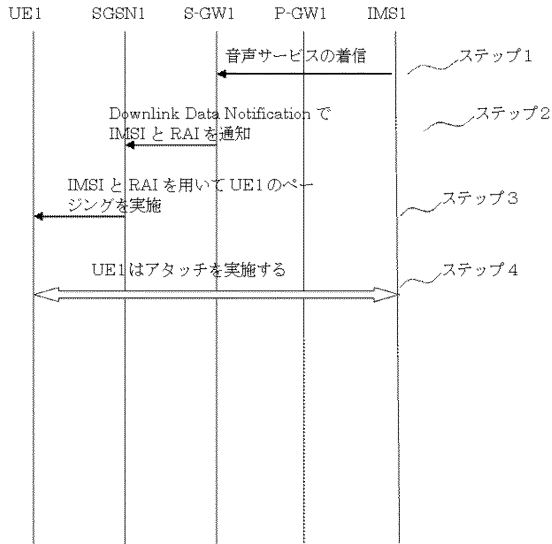 UE1 SGSN1 S-GW1 P-GW1 IMS1
音声サービスの着信
ステップ1
Downlink Data Notification で
IMSI と RAI を通知
ステップ2
IMSI と RAI を用いて UE1 のペー
ジングを実施
ステップ3
UE1はアタッチを実施する
ステップ4